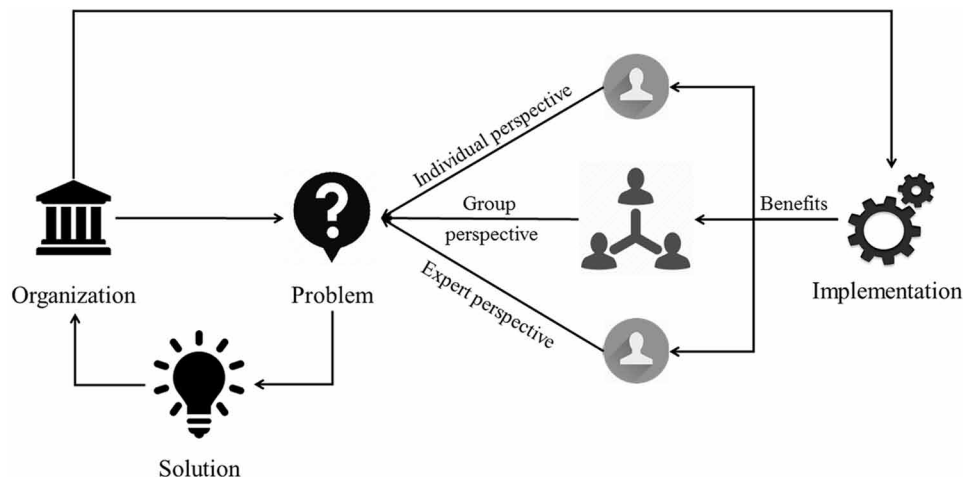 Individual perspective
Group
perspective
Benefits
Expert perspective
Organization
Problem
Implementation
Solution